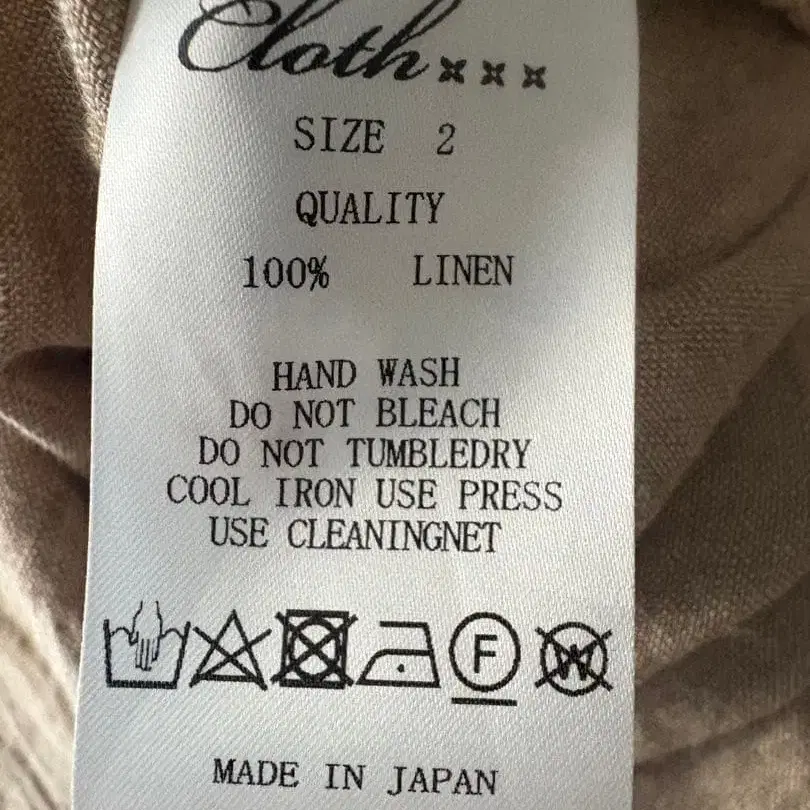 Cloth×××
SIZE 2
QUALITY
100% LINEN
HAND WASH
DO NOT BLEACH
DO NOT TUMBLEDRY
COOL IRON USE PRESS
USE CLEANINGNET
F W
MADE IN JAPAN